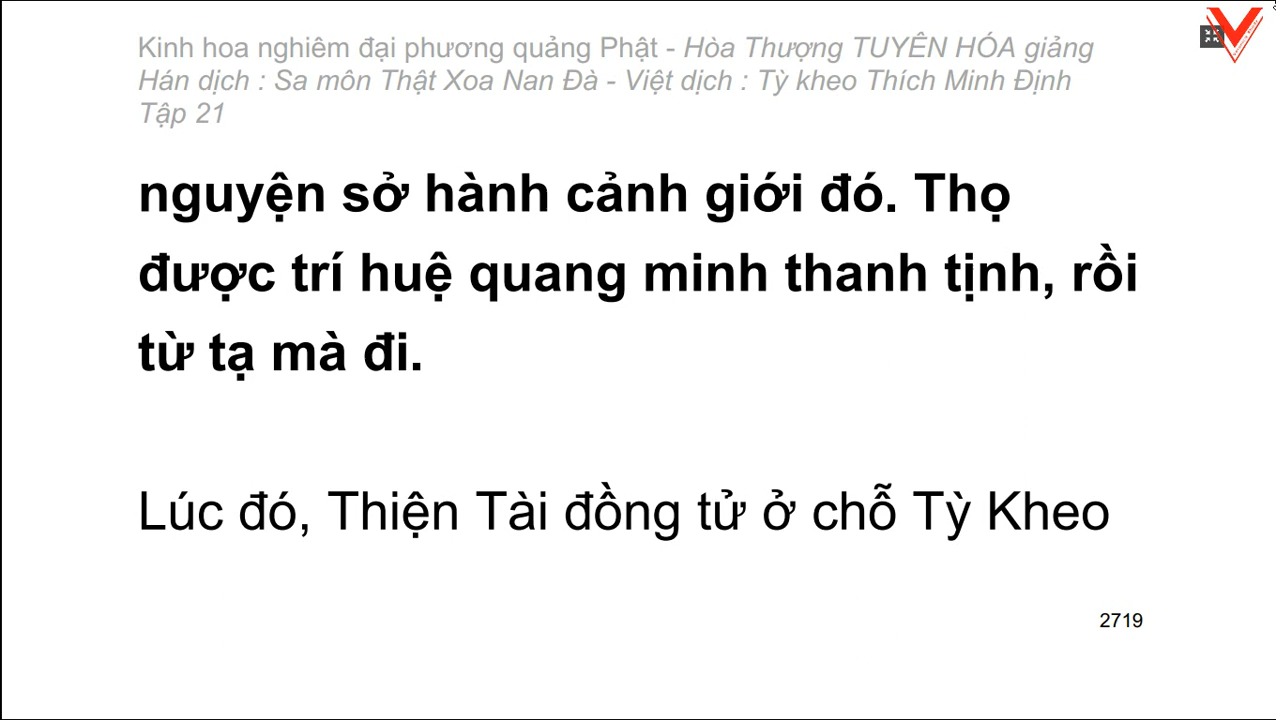 Kinh hoa nghiêm đại phương quảng Phật - Hòa Thượng TUYÊN HÓA giảng
Hán dịch : Sa môn Thật Xoa Nan Đà - Việt dịch : Tỳ kheo Thích Minh Định
Tập 21
nguyện sở hành cảnh giới đó. Thọ
được trí huệ quang minh thanh tịnh, rồi
từ tạ mà đi.
Lúc đó, Thiện Tài đồng tử ở chỗ Tỳ Kheo
2719